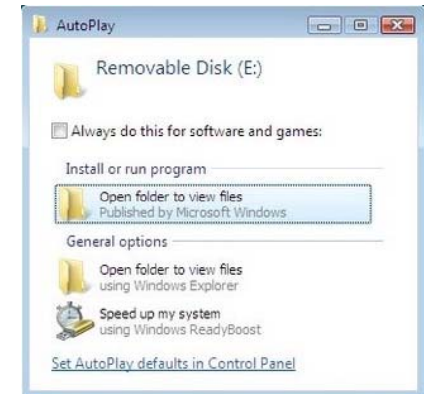 AutoPlay
Removable Disk (E:)
Always do this for software and games:
Install or run program
Open folder to view files
Published by Microsoft Windows
General options
Open folder to view files
using Windows Explorer
Speed up my system
using Windows ReadyBoost
Set AutoPlay defaults in Control Panel